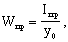 Wпр = Iпр / y₀ ,